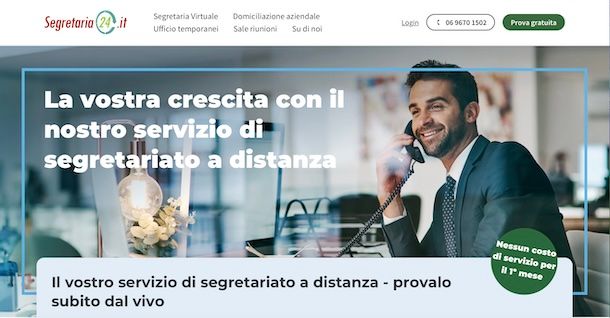 Segretaria 24 .it
Segretaria Virtuale
Domiciliazione aziendale
Ufficio temporanei
Sale riunioni
Su di noi
Login
06 9670 1502
Prova gratuita
La vostra crescita con il
nostro servizio di
segretariato a distanza
Nessun costo
di servizio per
il 1° mese
Il vostro servizio di segretariato a distanza - provalo
subito dal vivo